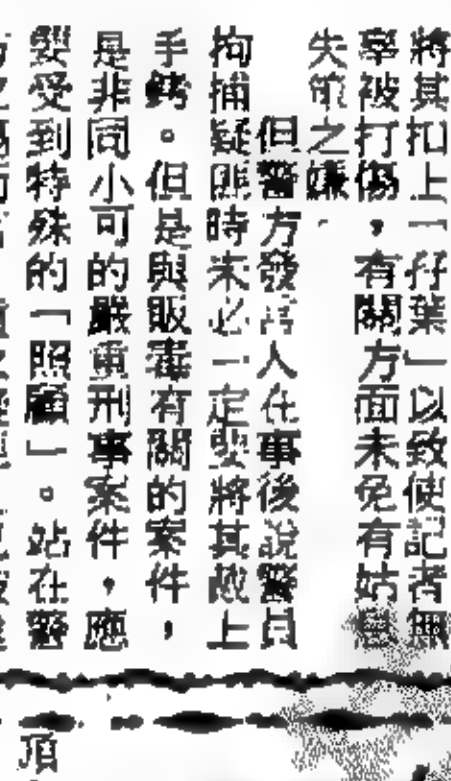 將其扣上「孖葉」以致使記者無
辜被打傷，有關方面未免有姑息
失策之嫌，
但警方發言人在事後說警員
拘捕疑匪時未必一定要將其扣上
手銬。但是與販毒有關的案件，
是非同小可的嚴重刑事案件，應
要受到特殊的「照顧」。站在警
頂